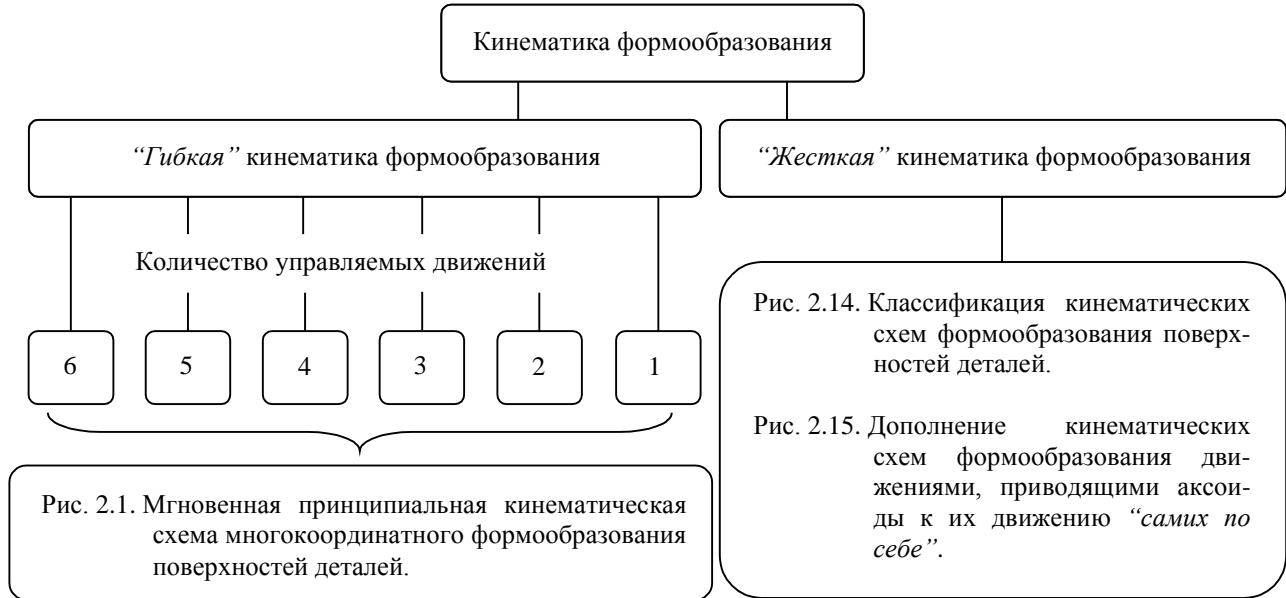 Кинематика формообразования
“Гибкая” кинематика формообразования
“Жесткая” кинематика формообразования
Количество управляемых движений
6
5
4
3
2
1
Рис. 2.1. Мгновенная принципиальная кинематическая
схема многокоординатного формообразования
поверхностей деталей.
Рис. 2.14. Классификация кинематических
схем формообразования поверх-
ностей деталей.
Рис. 2.15. Дополнение кинематических
схем формообразования дви-
жениями, приводящими аксои-
ды к их движению “самих по
себе”.